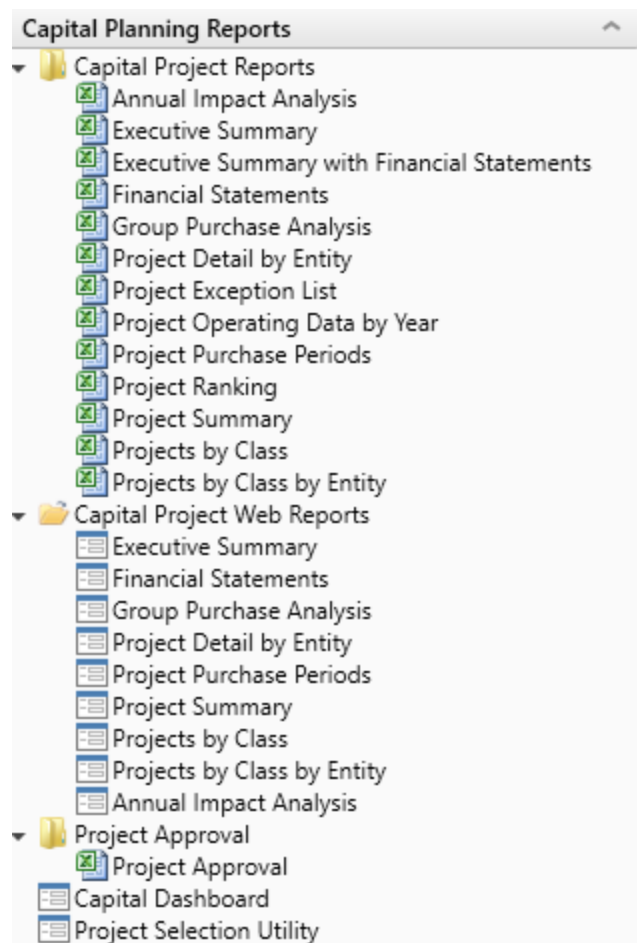 Capital Planning Reports
Capital Project Reports
Annual Impact Analysis
Executive Summary
Executive Summary with Financial Statements
Financial Statements
Group Purchase Analysis
Project Detail by Entity
Project Exception List
Project Operating Data by Year
Project Purchase Periods
Project Ranking
Project Summary
Projects by Class
Projects by Class by Entity
Capital Project Web Reports
Executive Summary
Financial Statements
Group Purchase Analysis
Project Detail by Entity
Project Purchase Periods
Project Summary
Projects by Class
Projects by Class by Entity
Annual Impact Analysis
Project Approval
Project Approval
Capital Dashboard
Project Selection Utility